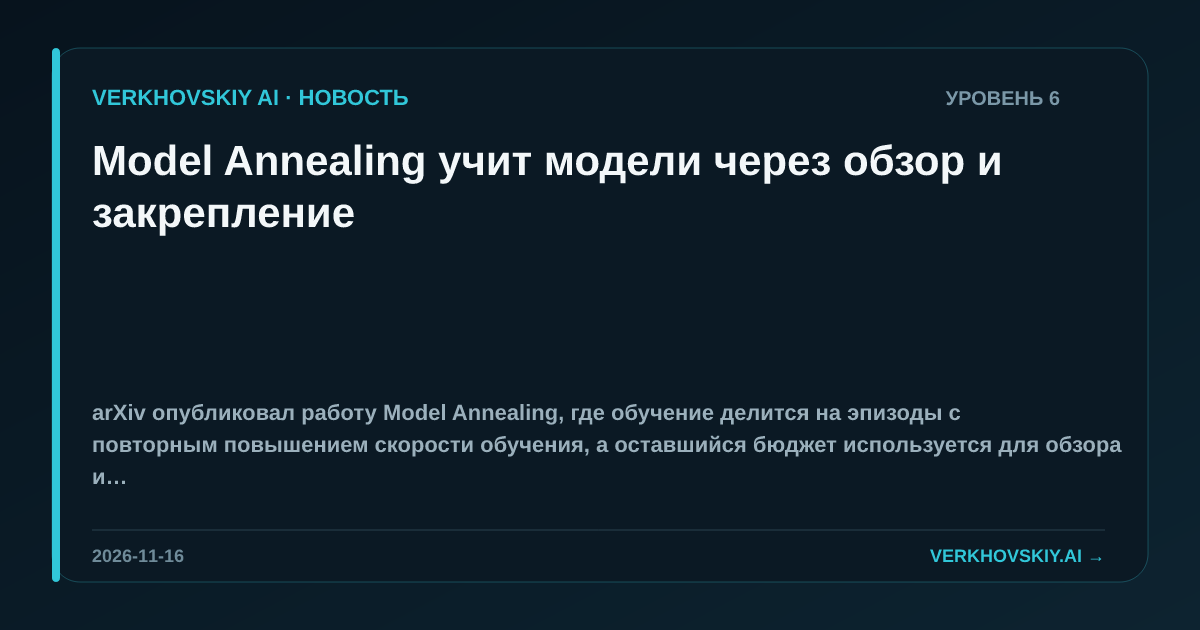 VERKHOVSKIY AI · НОВОСТЬ
УРОВЕНЬ 6
Model Annealing учит модели через обзор и
закрепление
arXiv опубликовал работу Model Annealing, где обучение делится на эпизоды с
повторным повышением скорости обучения, а оставшийся бюджет используется для обзора
и…
2026-11-16
VERKHOVSKIY.AI →